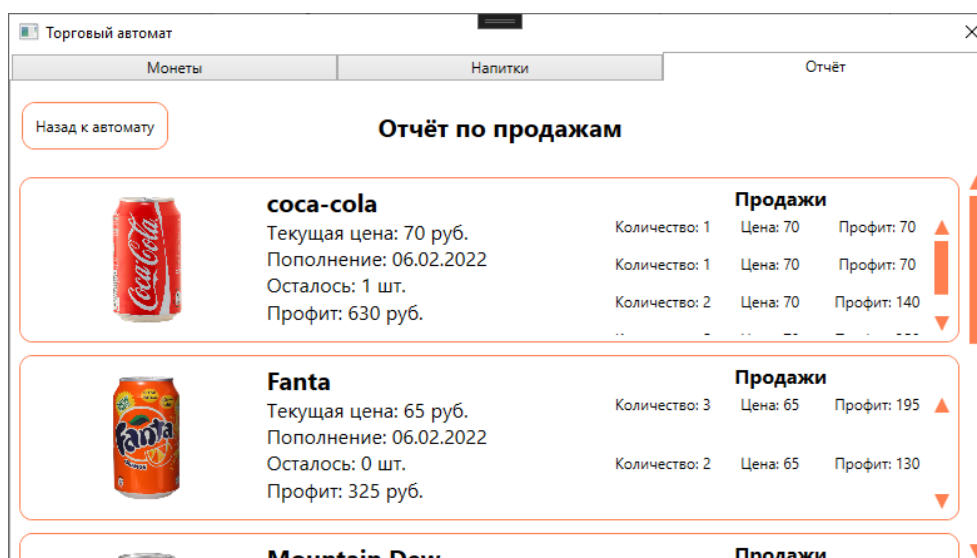 Торговый автомат
Монеты
Напитки
Отчёт
Назад к автомату
Отчёт по продажам
coca-cola
Текущая цена: 70 руб.
Пополнение: 06.02.2022
Осталось: 1 шт.
Профит: 630 руб.
Coca-Cola
Продажи
Количество: 1 Цена: 70 Профит: 70
Количество: 1 Цена: 70 Профит: 70
Количество: 2 Цена: 70 Профит: 140
Fanta
Текущая цена: 65 руб.
Пополнение: 06.02.2022
Осталось: 0 шт.
Профит: 325 руб.
Fanta
Продажи
Количество: 3 Цена: 65 Профит: 195
Количество: 2 Цена: 65 Профит: 130
Mountain Dew
Продажи